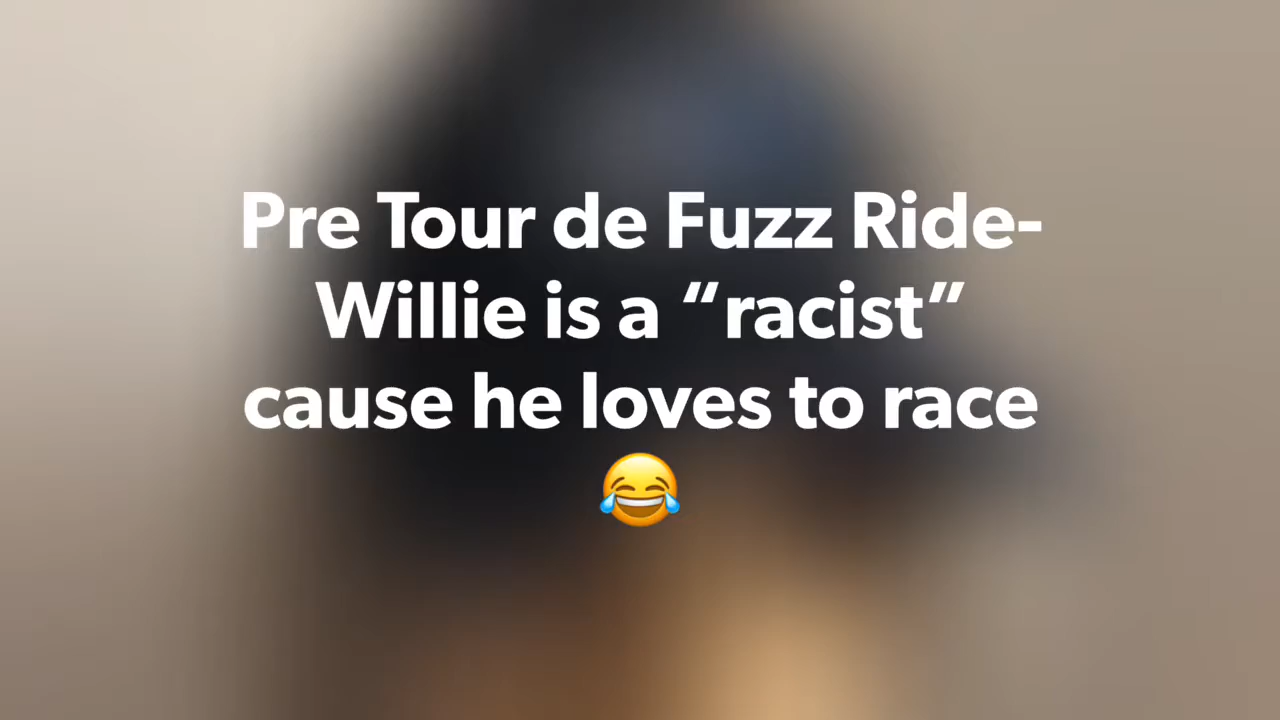 Pre Tour de Fuzz Ride-
Willie is a “racist”
cause he loves to race
😂